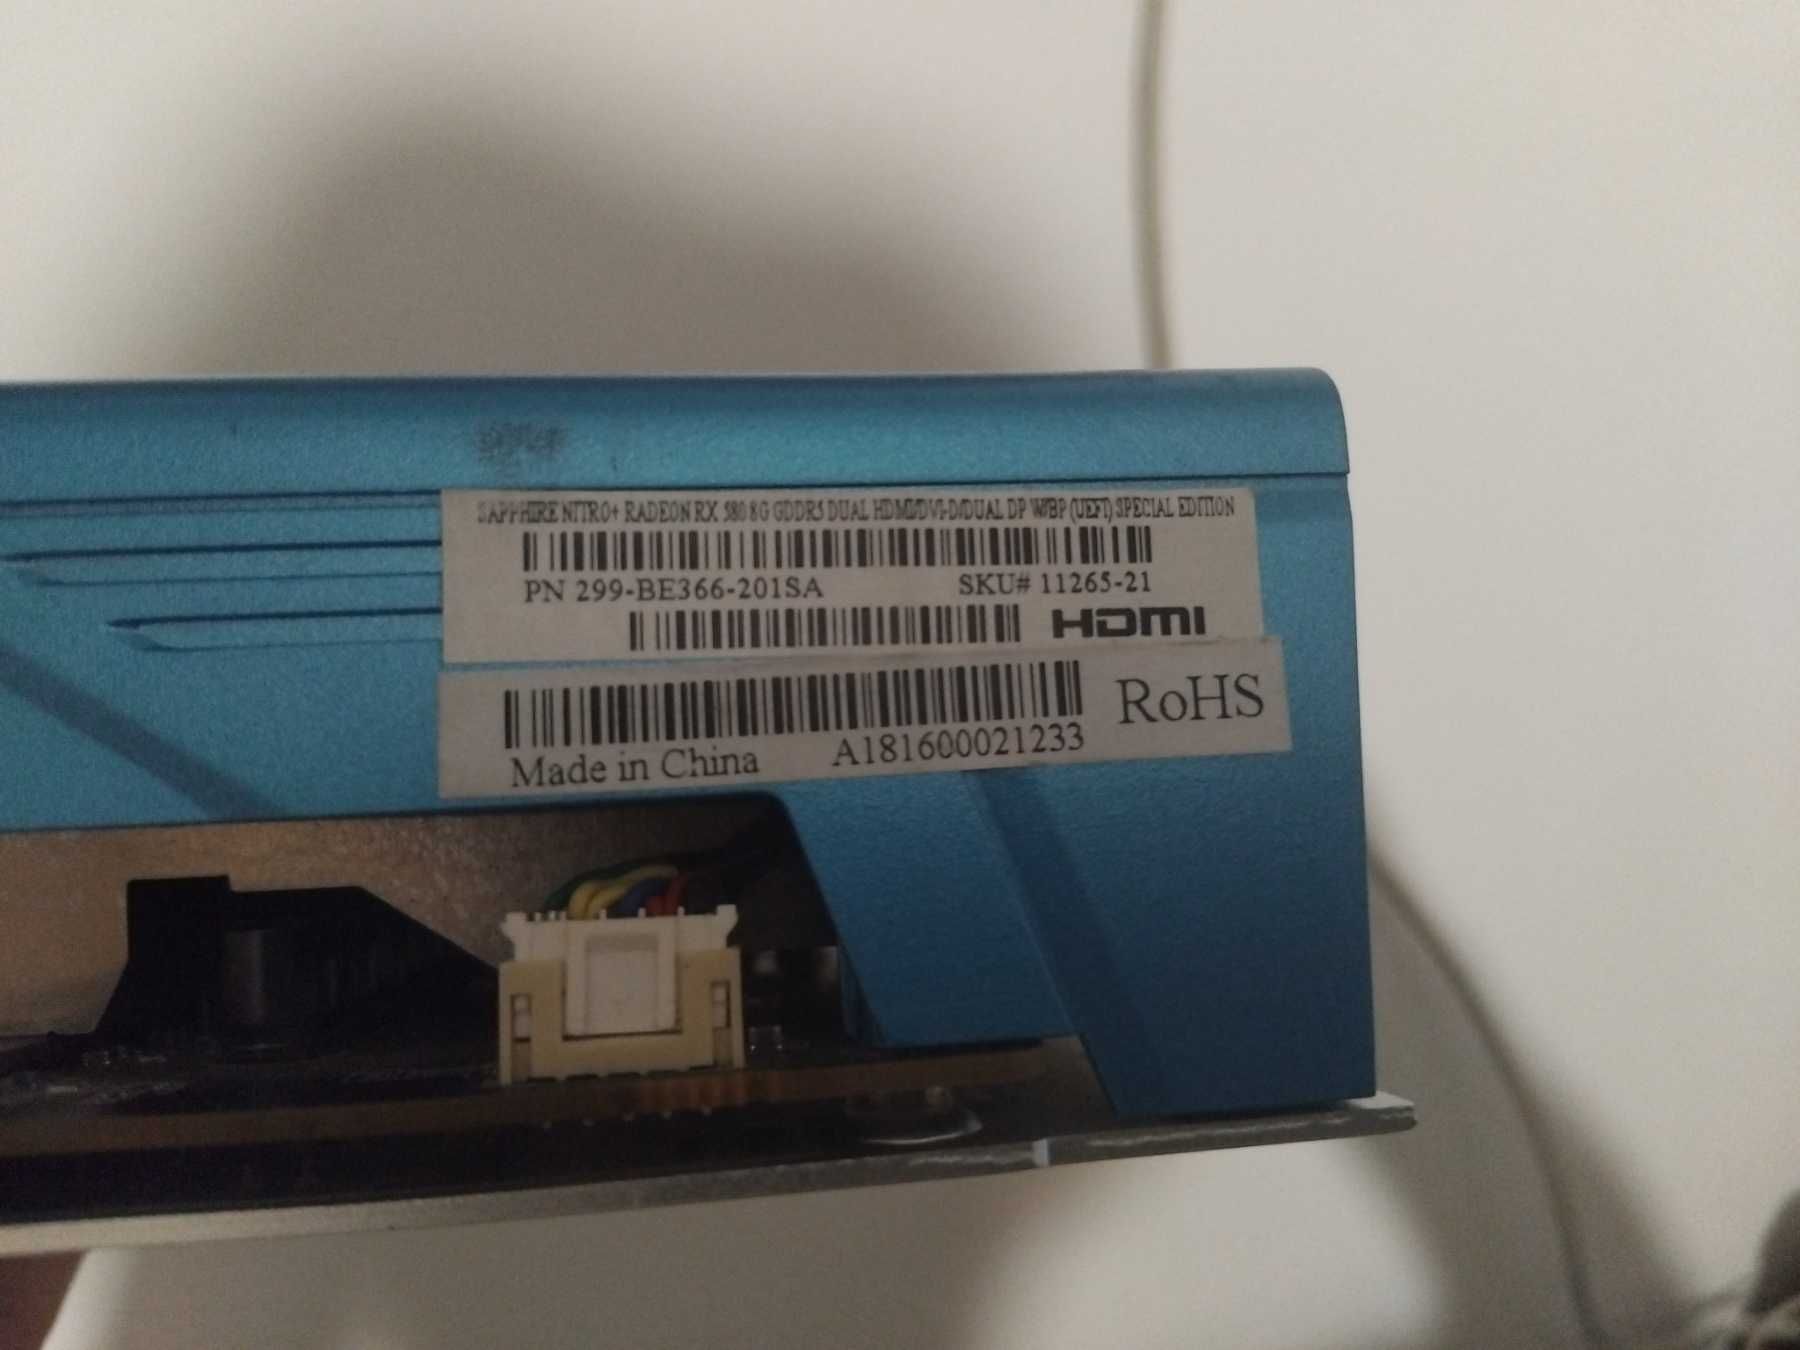 SAPPHIRE NITRO+ RADEON RX 580 8G GDDR5 DUAL HDMI/DVI-D/DUAL DP W/BP (UEFI) SPECIAL EDITION
PN 299-BE366-201SA SKU# 11265-21
HDMI
RoHS
Made in China A181600021233